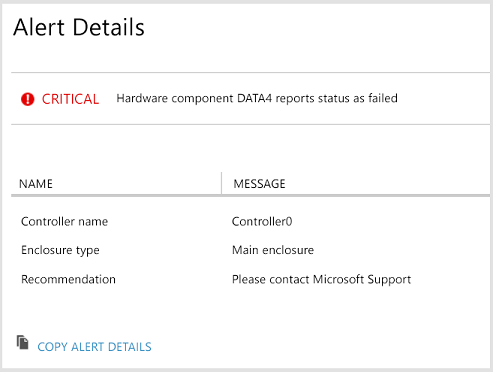 Alert Details
CRITICAL Hardware component DATA4 reports status as failed
NAME MESSAGE
Controller name Controller0
Enclosure type Main enclosure
Recommendation Please contact Microsoft Support
COPY ALERT DETAILS